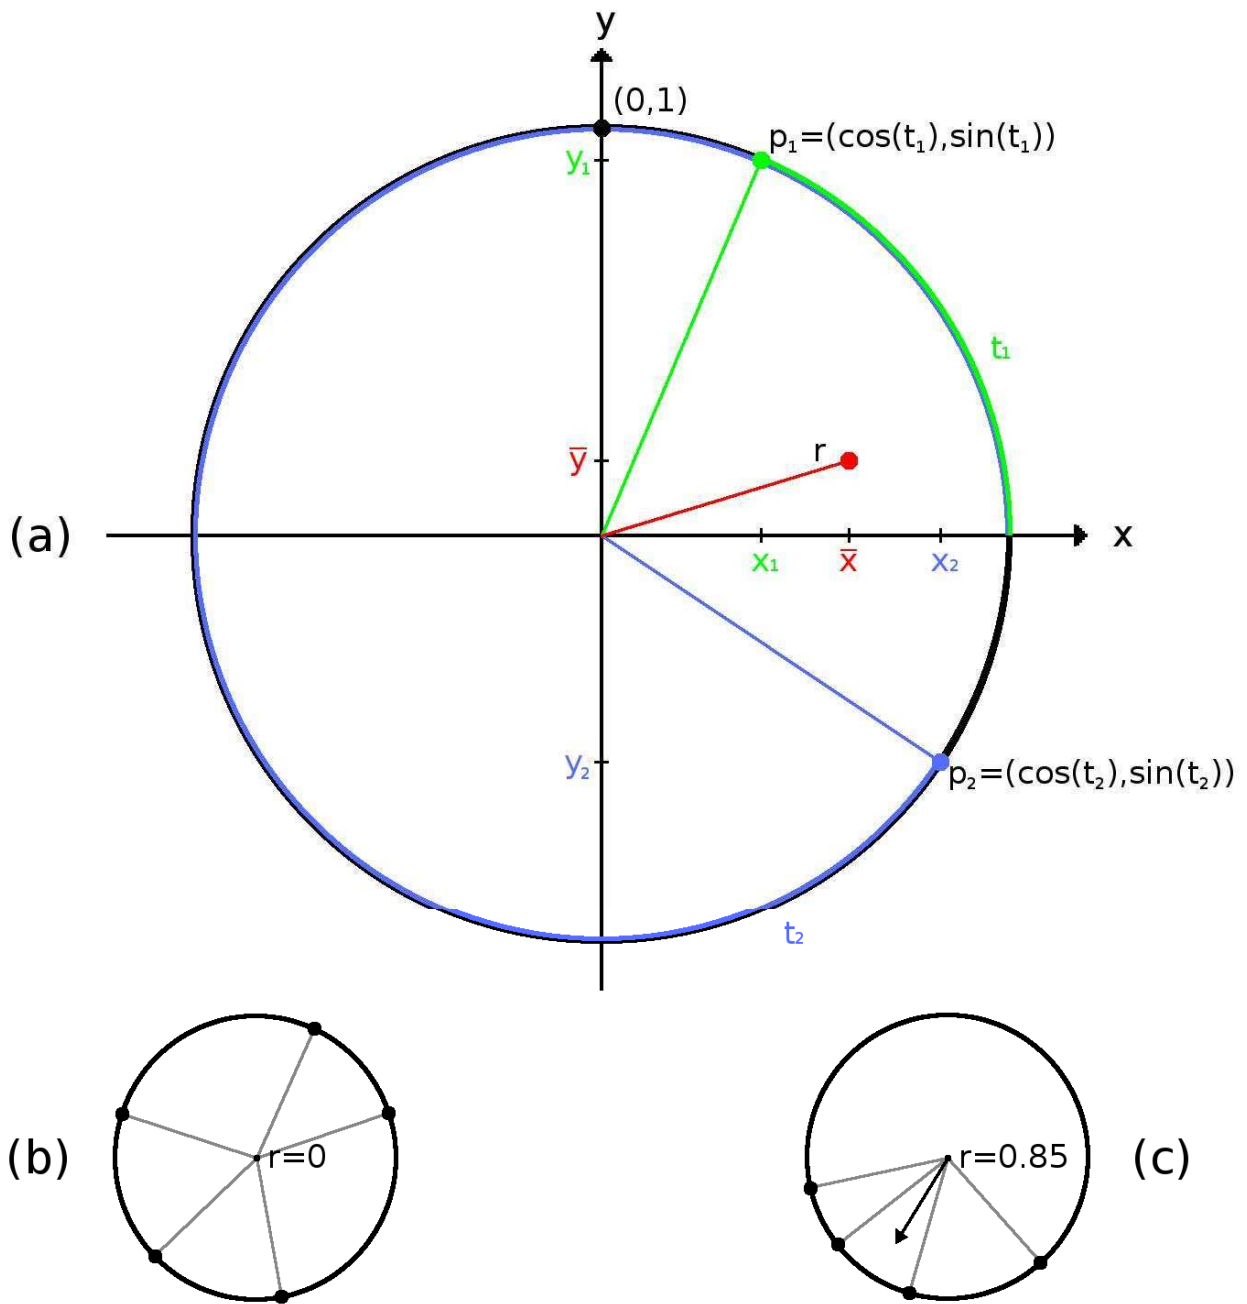 y
(0,1)
p₁=(cos(t₁),sin(t₁))
y₁
t₁
r
y̅
(a)
x
x₁
x̅
x₂
y₂
p₂=(cos(t₂),sin(t₂))
t₂
(b)
r=0
r=0.85
(c)